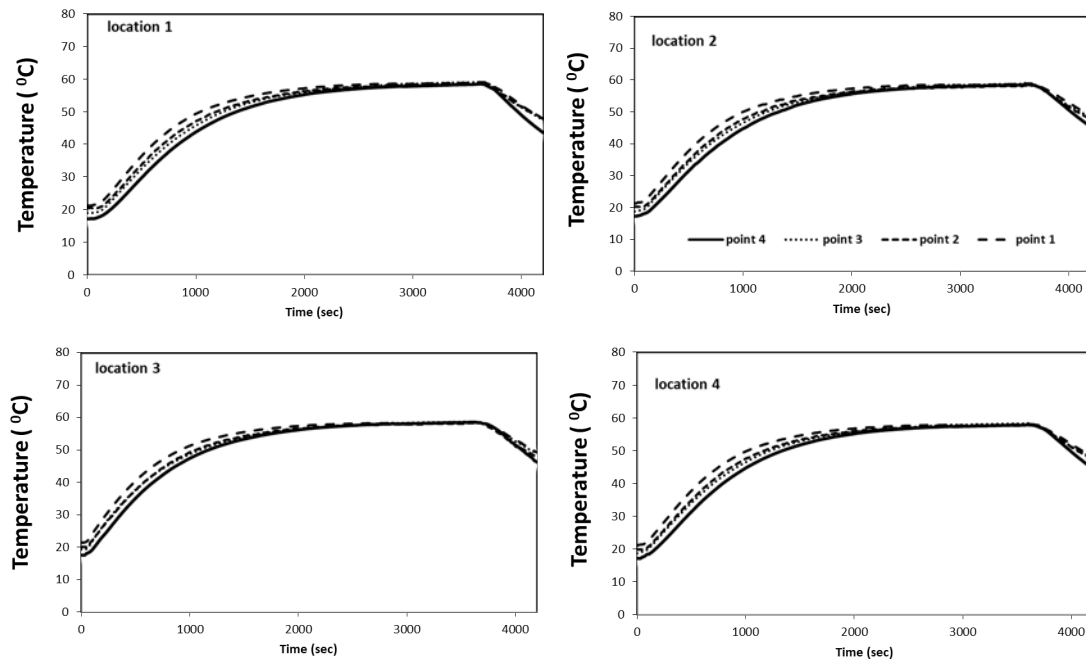 location 1
Temperature ( ⁰C)
80
70
60
50
40
30
20
10
0
0 1000 2000 3000 4000
Time (sec)
location 2
Temperature ( ⁰C)
80
70
60
50
40
30
20
10
0
point 4 point 3 point 2 point 1
0 1000 2000 3000 4000
Time (sec)
location 3
Temperature ( ⁰C)
80
70
60
50
40
30
20
10
0
0 1000 2000 3000 4000
Time (sec)
location 4
Temperature ( ⁰C)
80
70
60
50
40
30
20
10
0
0 1000 2000 3000 4000
Time (sec)